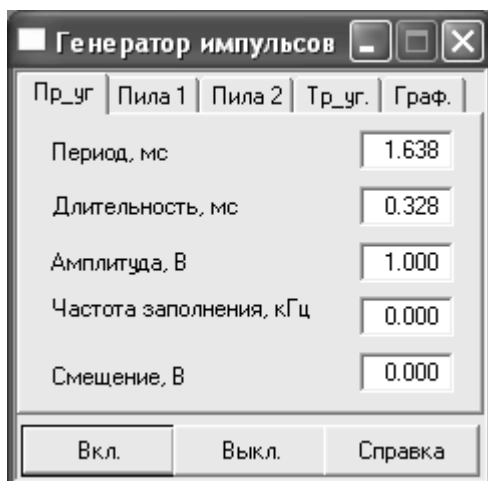 Генератор импульсов
Пр_уг Пила 1 Пила 2 Тр_уг. Граф.
Период, мс 1.638
Длительность, мс 0.328
Амплитуда, В 1.000
Частота заполнения, кГц 0.000
Смещение, В 0.000
Вкл. Выкл. Справка